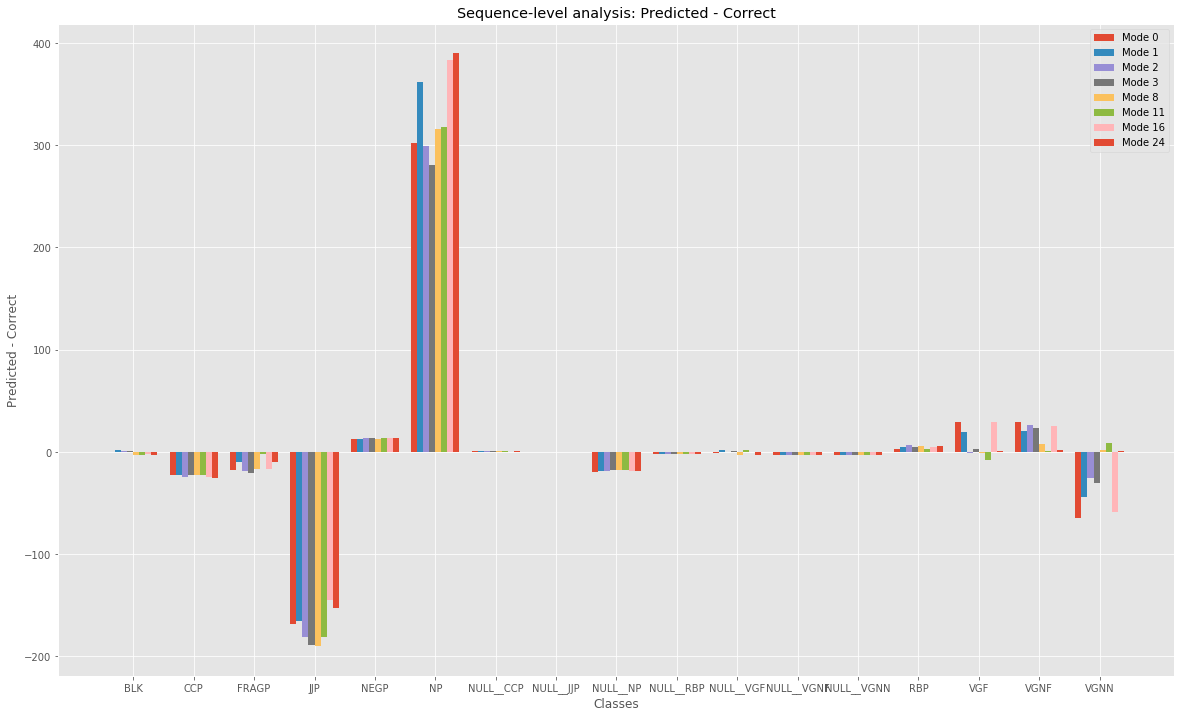 Sequence-level analysis: Predicted - Correct
Mode 0
Mode 1
Mode 2
Mode 3
Mode 8
Mode 11
Mode 16
Mode 24
400
300
200
100
0
−100
−200
Predicted - Correct
BLK CCP FRAGP JJP NEGP NP NULL__CCP NULL__JJP NULL__NP NULL__RBP NULL__VGF NULL__VGNF NULL__VGNN RBP VGF VGNF VGNN
Classes